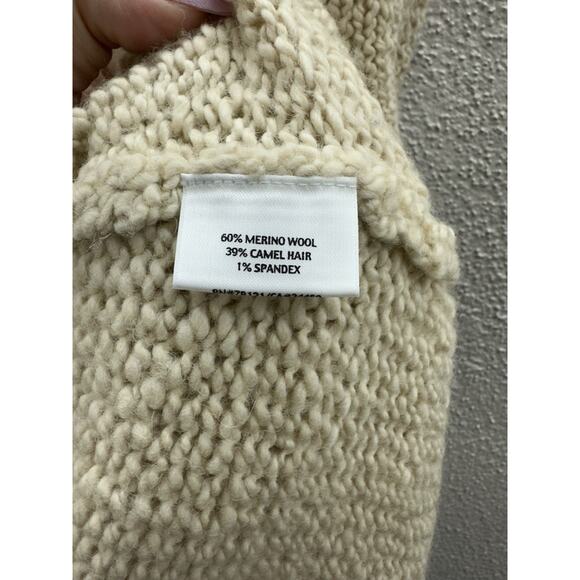 60% MERINO WOOL
39% CAMEL HAIR
1% SPANDEX